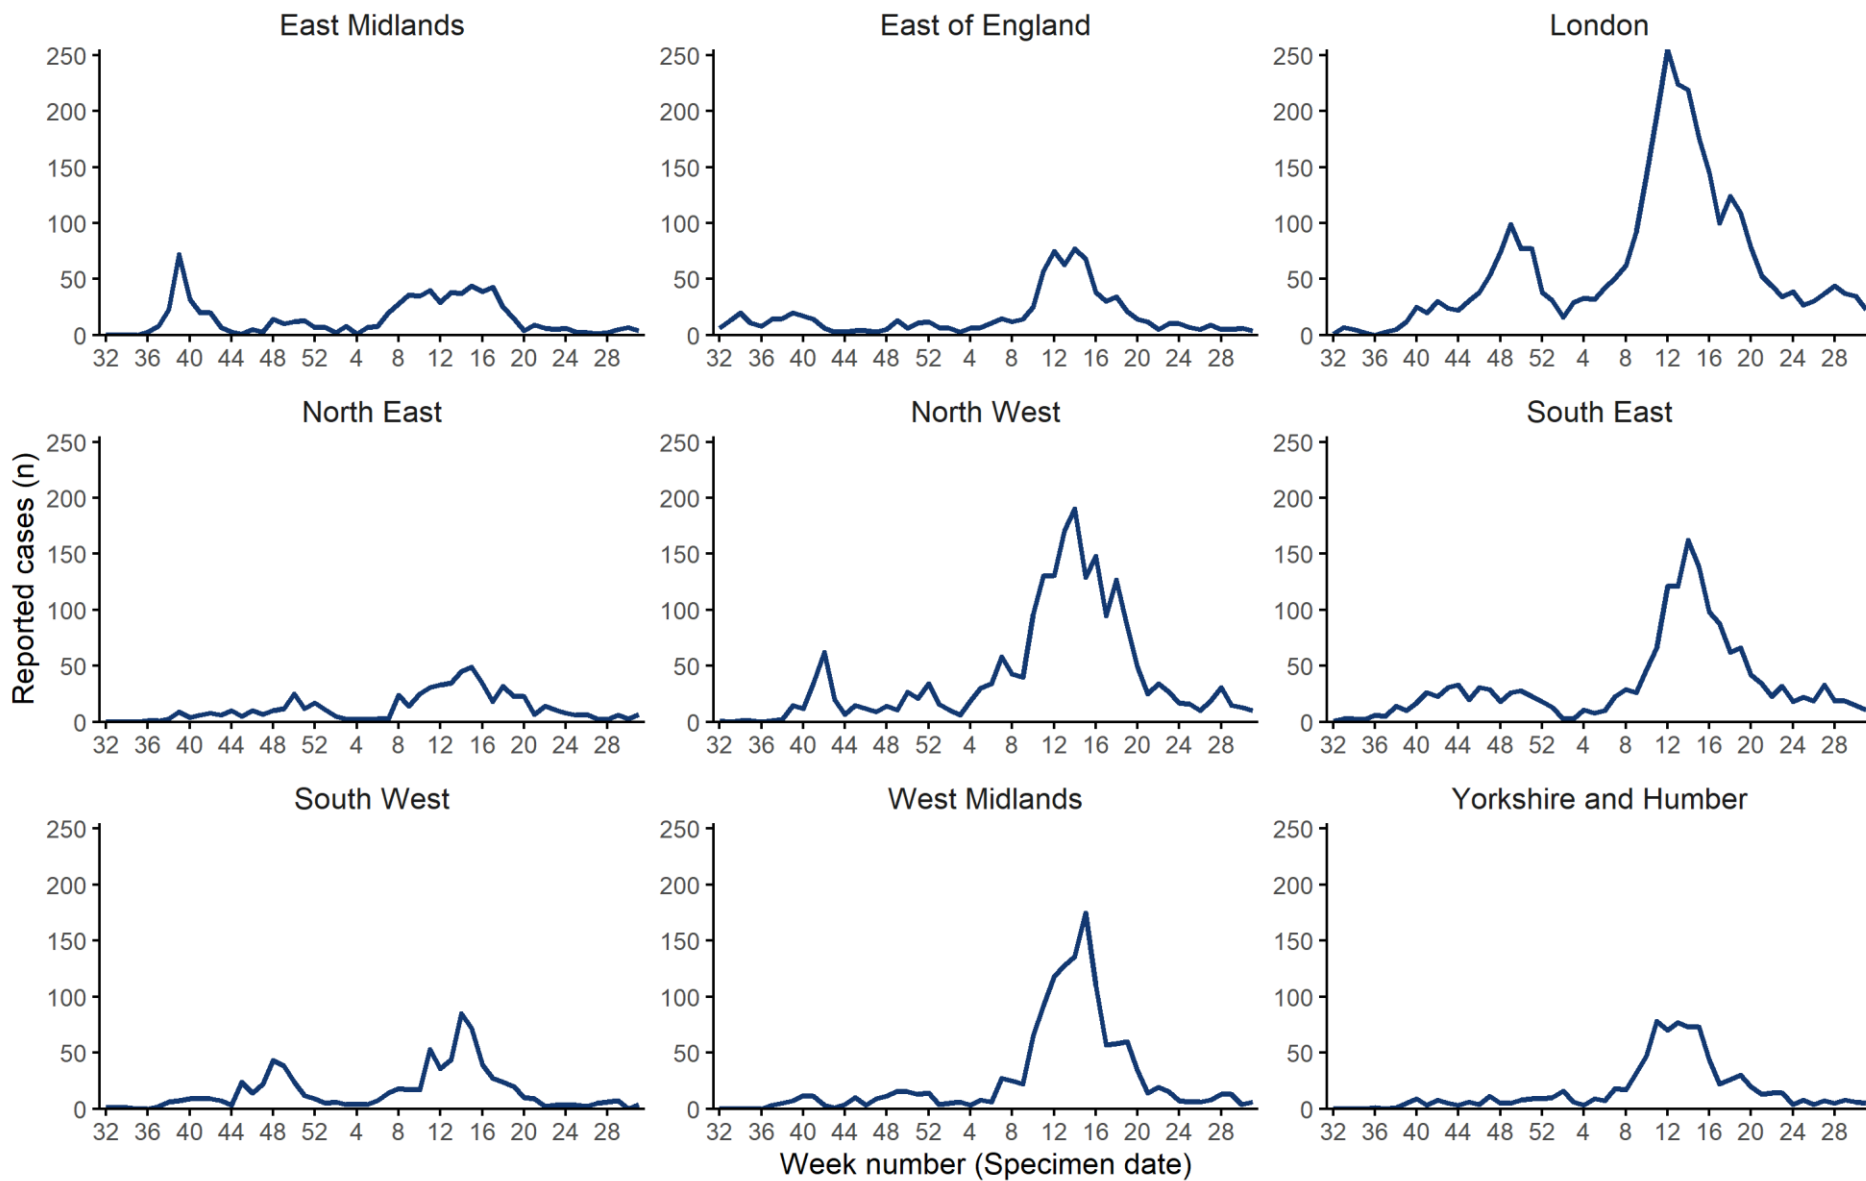 East Midlands East of England London
250 250 250
200 200 200
150 150 150
100 100 100
50 50 50
0 0 0
32 36 40 44 48 52 4 8 12 16 20 24 28 32 36 40 44 48 52 4 8 12 16 20 24 28 32 36 40 44 48 52 4 8 12 16 20 24 28
North East North West South East
250 250 250
200 200 200
150 150 150
100 100 100
50 50 50
0 0 0
32 36 40 44 48 52 4 8 12 16 20 24 28 32 36 40 44 48 52 4 8 12 16 20 24 28 32 36 40 44 48 52 4 8 12 16 20 24 28
Reported cases (n)
South West West Midlands Yorkshire and Humber
250 250 250
200 200 200
150 150 150
100 100 100
50 50 50
0 0 0
32 36 40 44 48 52 4 8 12 16 20 24 28 32 36 40 44 48 52 4 8 12 16 20 24 28 32 36 40 44 48 52 4 8 12 16 20 24 28
Week number (Specimen date)